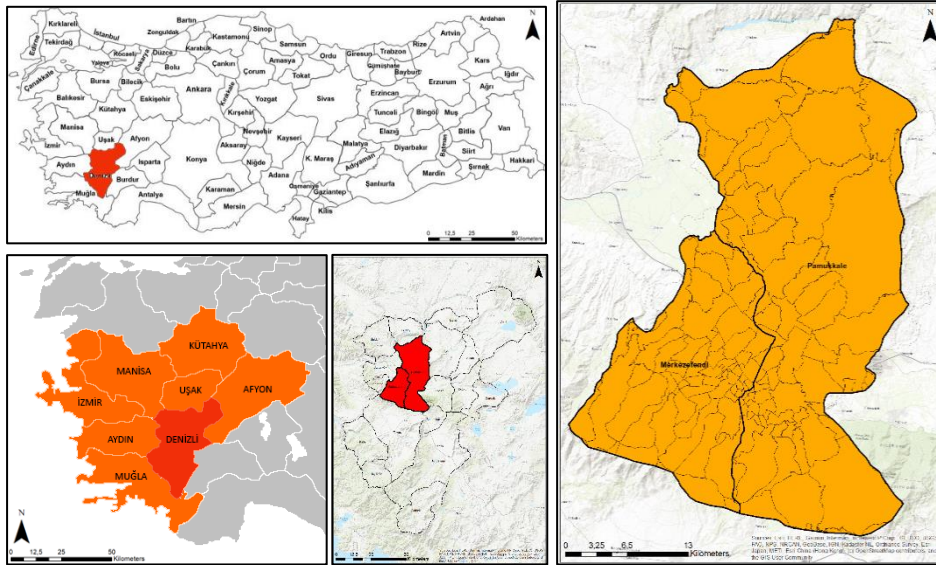 N
Kırklareli
Edirne
Tekirdağ
İstanbul
Kocaeli
Yalova
Sakarya
Düzce
Bolu
Zonguldak
Bartın
Karabük
Kastamonu
Sinop
Çankırı
Çorum
Samsun
Amasya
Tokat
Ordu
Giresun
Gümüşhane
Trabzon
Rize
Bayburt
Artvin
Ardahan
Kars
Iğdır
Erzurum
Ağrı
Çanakkale
Balıkesir
Bursa
Bilecik
Eskişehir
Kütahya
Ankara
Kırıkkale
Kırşehir
Yozgat
Sivas
Erzincan
Tunceli
Bingöl
Muş
Van
Bitlis
Manisa
İzmir
Uşak
Afyon
Aydın
Denizli
Isparta
Burdur
Muğla
Antalya
Konya
Aksaray
Nevşehir
Niğde
Kayseri
Malatya
Elazığ
Diyarbakır
Batman
Siirt
Şırnak
Hakkari
Mardin
Şanlıurfa
Adıyaman
K. Maraş
Adana
Osmaniye
Gaziantep
Kilis
Hatay
Karaman
Mersin
0 12,5 25 50
Kilometers
KÜTAHYA
MANİSA
UŞAK
AFYON
İZMİR
AYDIN
DENİZLİ
MUĞLA
N
0 12,5 25 50
Kilometers
N
N
Pamukkale
Merkezefendi
0 3,25 6,5 13
Kilometers
the GIS User Community